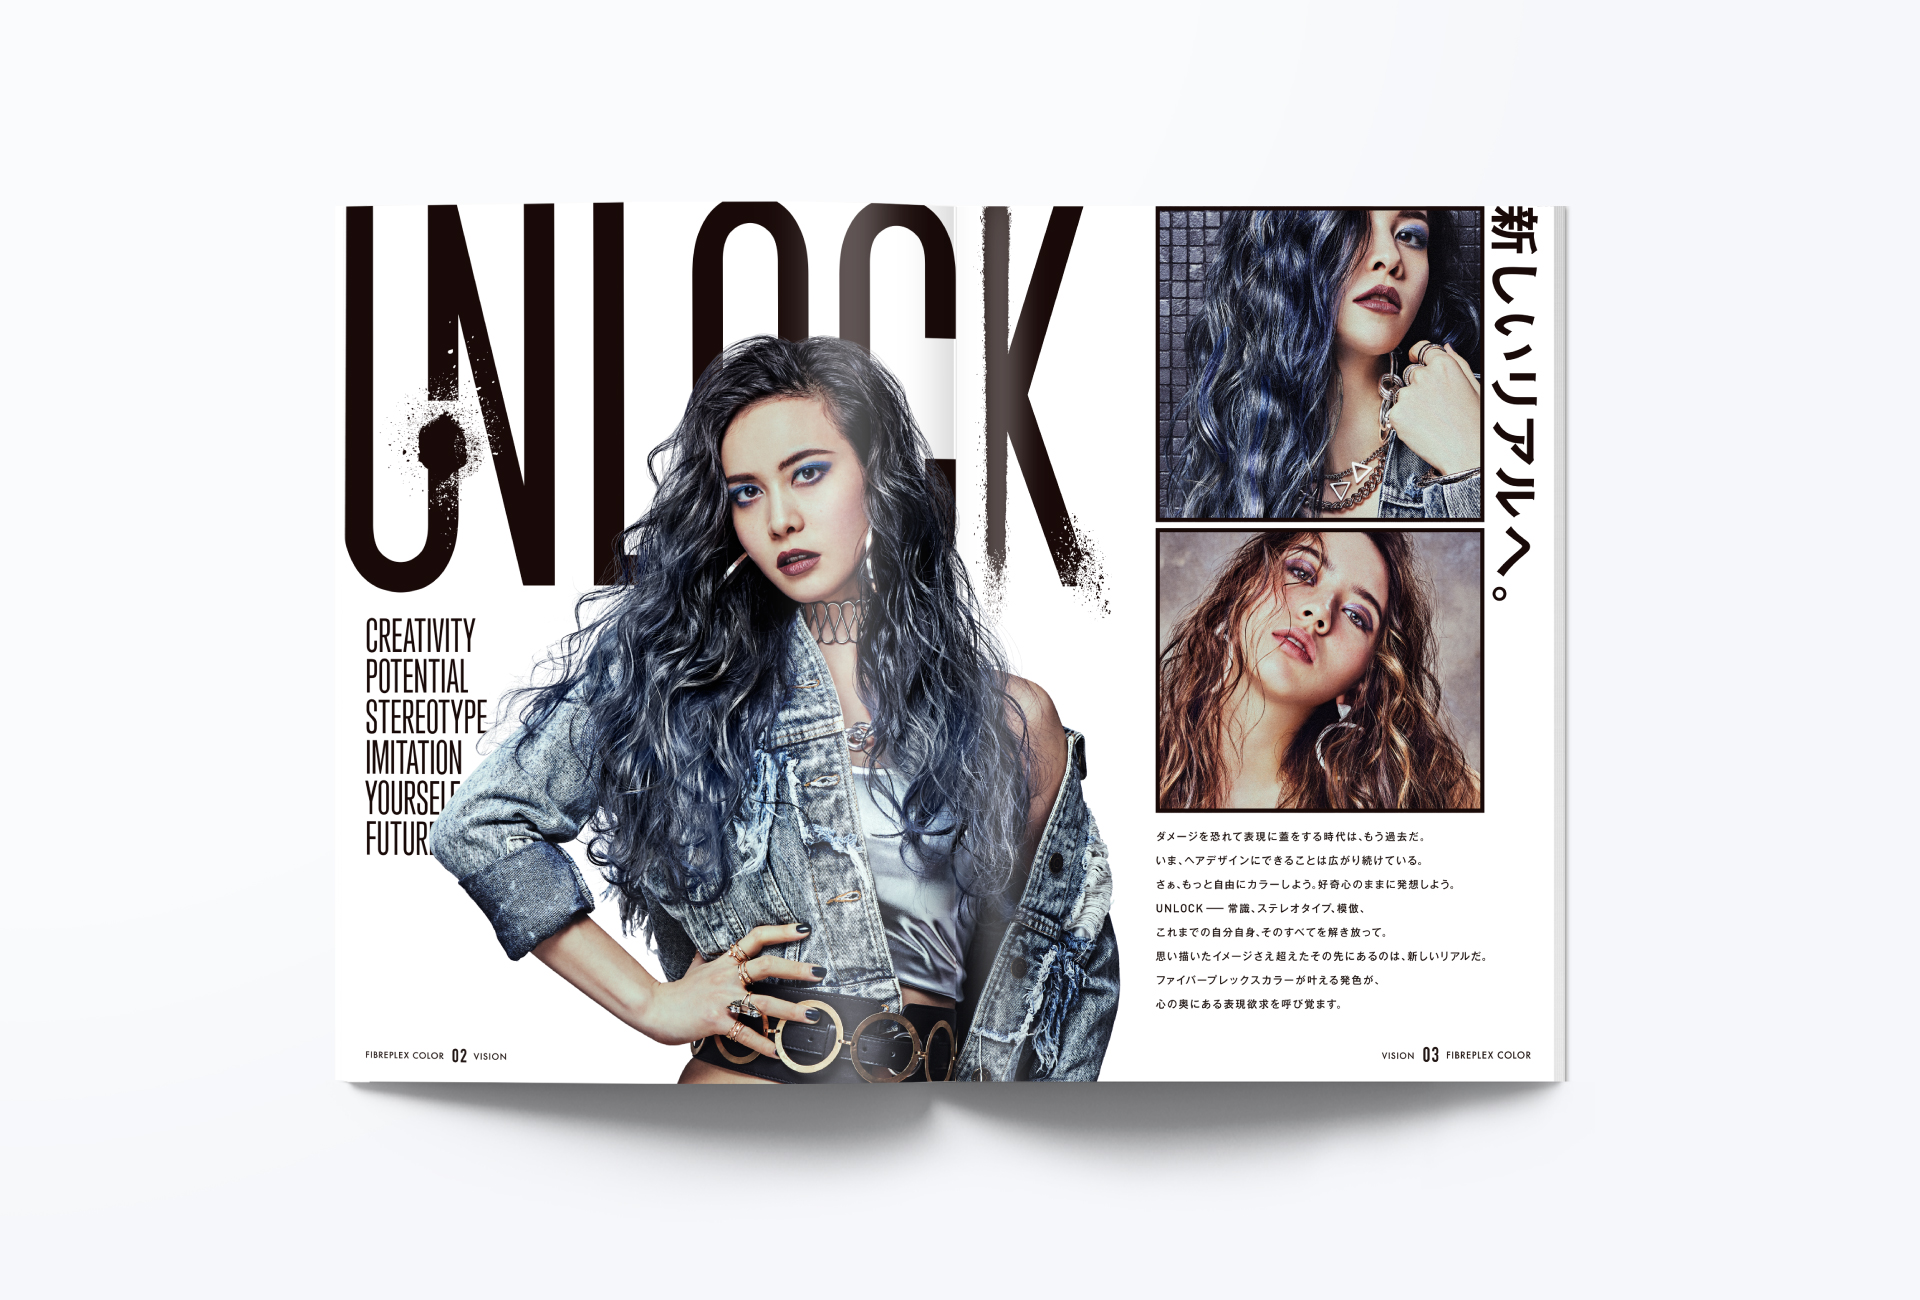 UNLOCK
CREATIVITY
POTENTIAL
STEREOTYPE
IMITATION
YOURSELF
FUTURE
FIBREPLEX COLOR 02 VISION
新しいリアルへ。
ダメージを恐れて表現に蓋をする時代は、もう過去だ。
いま、ヘアデザインにできることは広がり続けている。
さぁ、もっと自由にカラーしよう。好奇心のままに発想しよう。
UNLOCK — 常識、ステレオタイプ、模倣、
これまでの自分自身、そのすべてを解き放って。
思い描いたイメージさえ超えたその先にあるのは、新しいリアルだ。
ファイバープレックスカラーが叶える発色が、
心の奥にある表現欲求を呼び覚ます。
VISION 03 FIBREPLEX COLOR